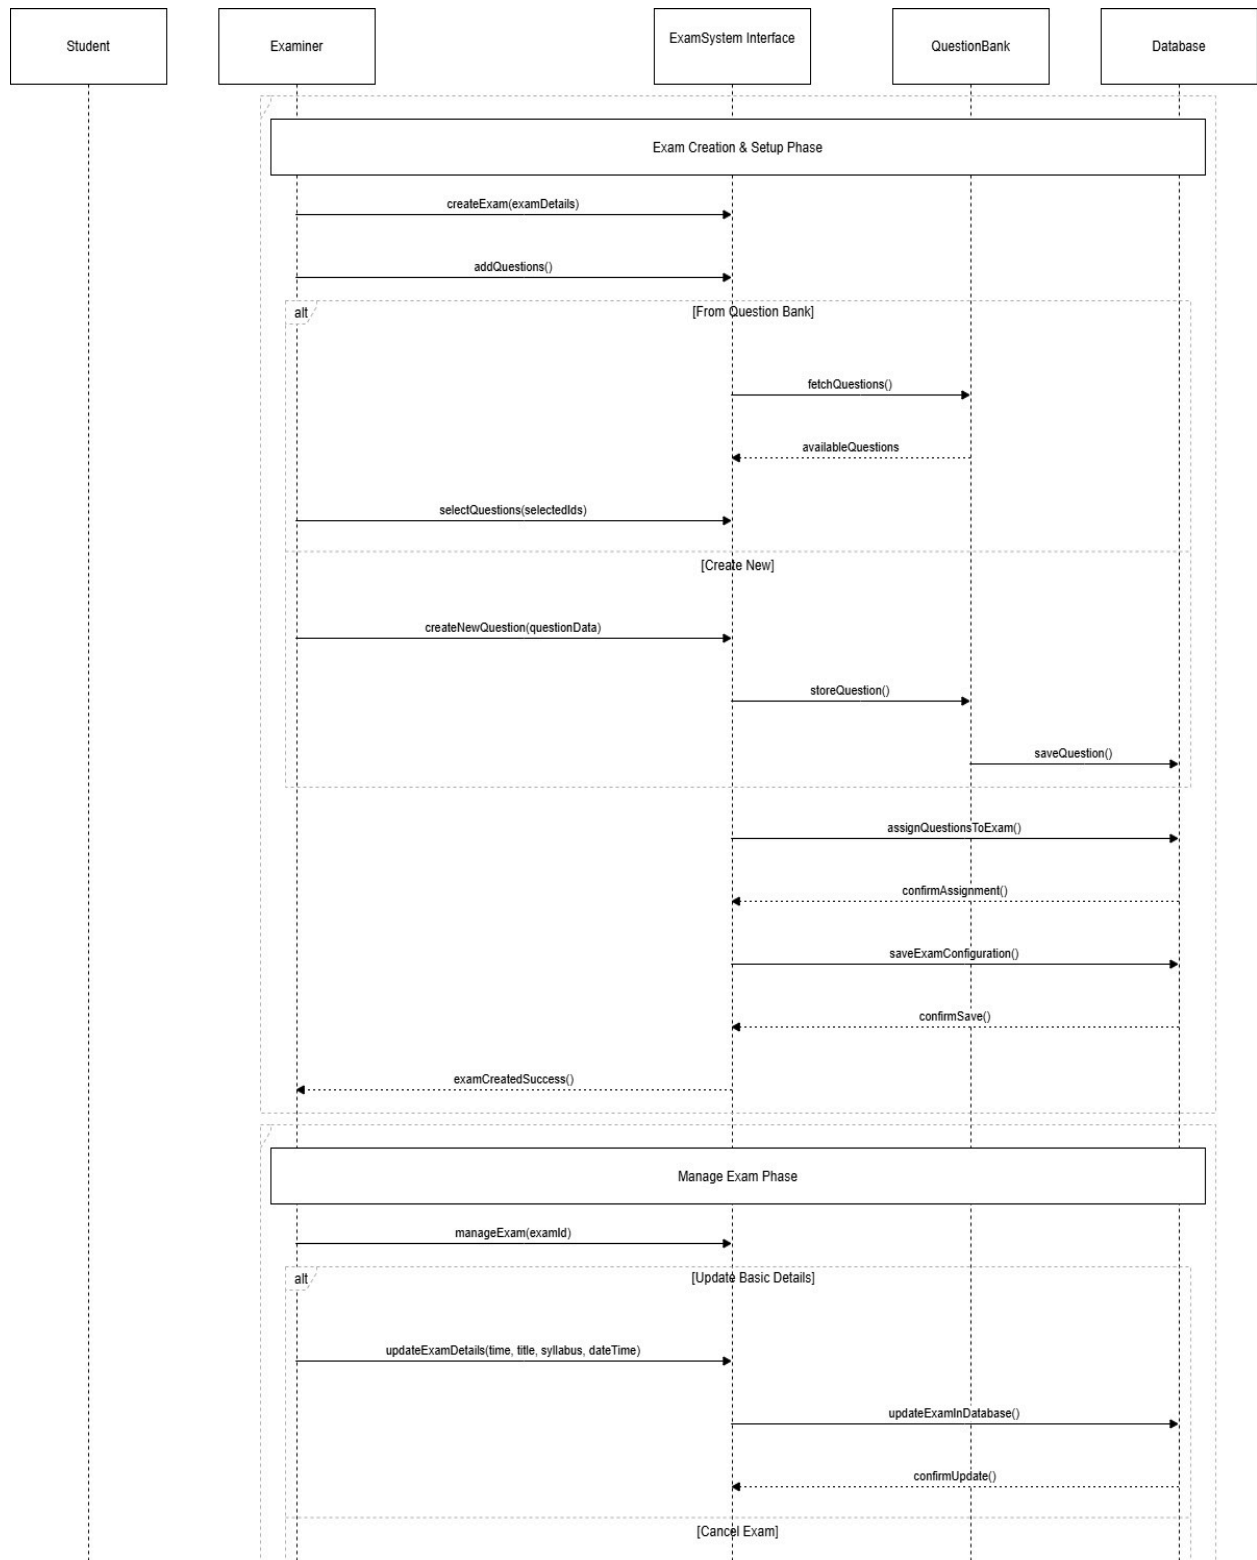 Student
Examiner
ExamSystem Interface
QuestionBank
Database
Exam Creation & Setup Phase
createExam(examDetails)
addQuestions()
alt
[From Question Bank]
fetchQuestions()
availableQuestions
selectQuestions(selectedIds)
[Create New]
createNewQuestion(questionData)
storeQuestion()
saveQuestion()
assignQuestionsToExam()
confirmAssignment()
saveExamConfiguration()
confirmSave()
examCreatedSuccess()
Manage Exam Phase
manageExam(examId)
alt
[Update Basic Details]
updateExamDetails(time, title, syllabus, dateTime)
updateExamInDatabase()
confirmUpdate()
[Cancel Exam]